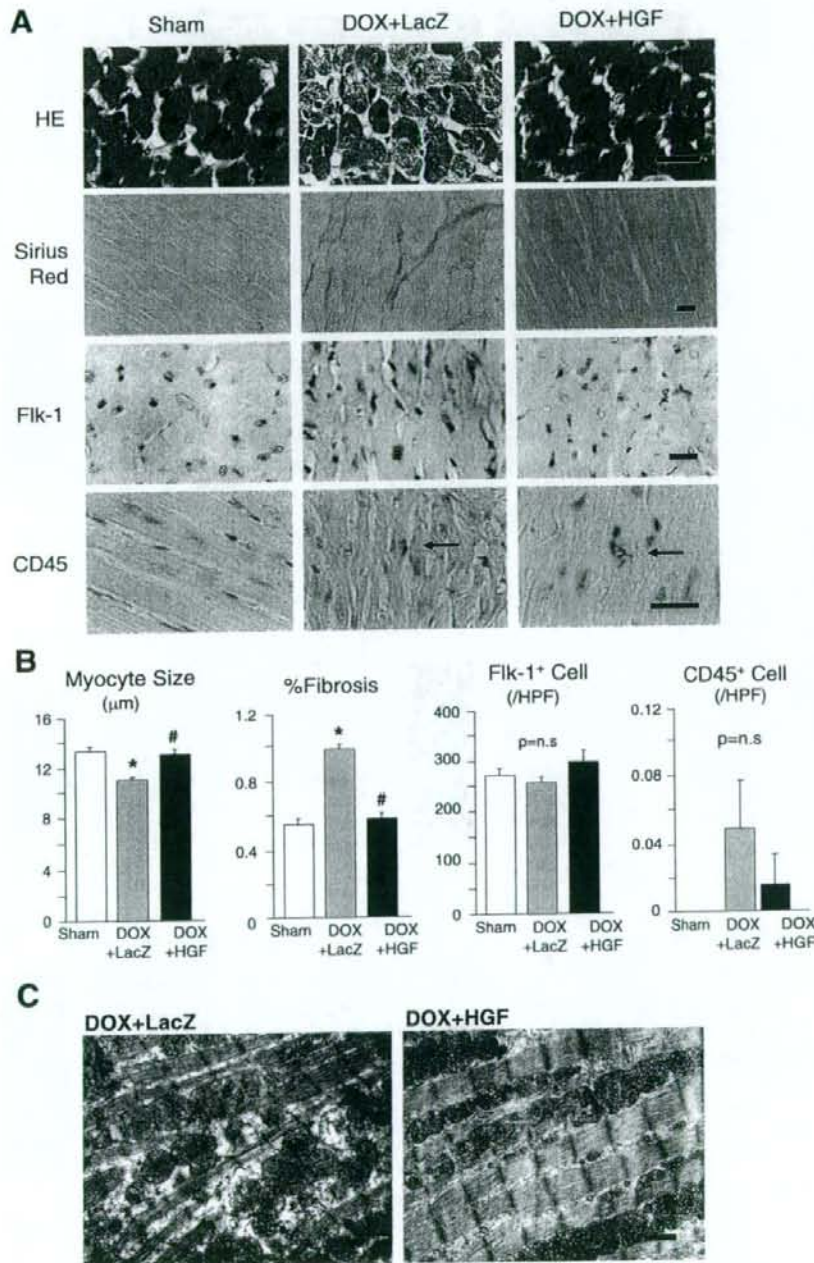 A
Sham DOX+LacZ DOX+HGF
HE
Sirius
Red
Flk-1
CD45
B
Myocyte Size
(μm)
16
12
8
4
0
*
#
Sham DOX DOX
+LacZ +HGF
%Fibrosis
1.2
0.8
0.4
0
*
#
Sham DOX DOX
+LacZ +HGF
Flk-1+ Cell
(/HPF)
400
300
200
100
0
p=n.s
Sham DOX DOX
+LacZ +HGF
CD45+ Cell
(/HPF)
0.12
0.08
0.04
0
p=n.s
Sham DOX DOX
+LacZ +HGF
C
DOX+LacZ DOX+HGF